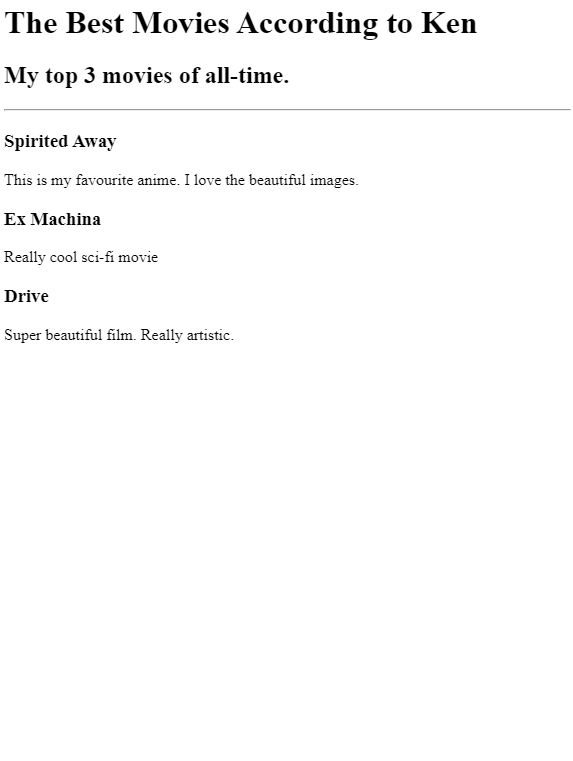 The Best Movies According to Ken
My top 3 movies of all-time.
Spirited Away
This is my favourite anime. I love the beautiful images.
Ex Machina
Really cool sci-fi movie
Drive
Super beautiful film. Really artistic.